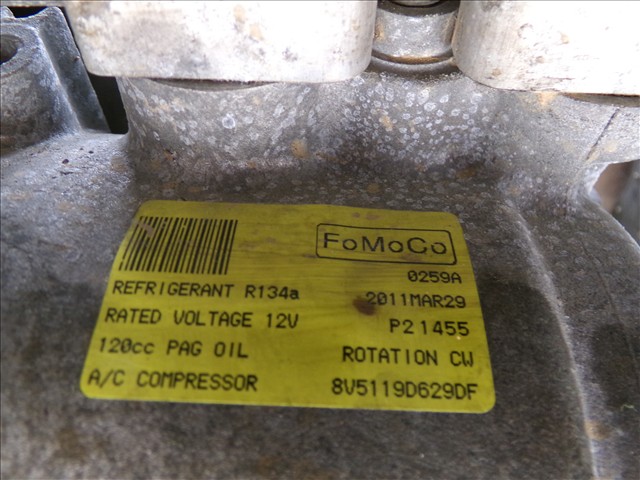 FoMoCo
0259A
REFRIGERANT R134a 2011MAR29
RATED VOLTAGE 12V P21455
120cc PAG OIL ROTATION CW
A/C COMPRESSOR 8V5119D629DF